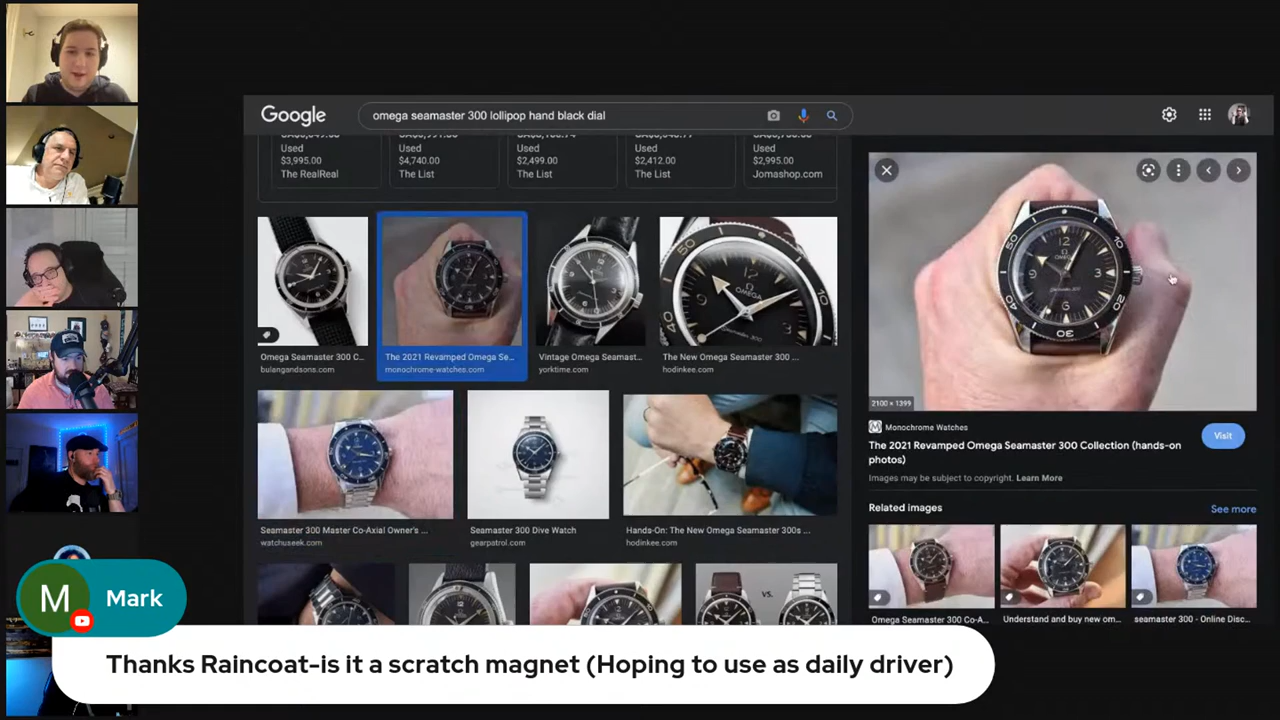 Google
omega seamaster 300 lollipop hand black dial
Used
$3,995.00
The RealReal
Used
$4,740.00
The List
Used
$2,499.00
The List
Used
$2,412.00
The List
Used
$2,995.00
Jomashop.com
Omega Seamaster 300 C...
bulangandsons.com
The 2021 Revamped Omega Se...
monochrome-watches.com
Vintage Omega Seamast...
yorktime.com
The New Omega Seamaster 300 ...
hodinkee.com
Seamaster 300 Master Co-Axial Owner's ...
watchuseek.com
Seamaster 300 Dive Watch
gearpatrol.com
Hands-On: The New Omega Seamaster 300s ...
hodinkee.com
VS.
2100 × 1399
Monochrome Watches
The 2021 Revamped Omega Seamaster 300 Collection (hands-on
photos)
Visit
Images may be subject to copyright. Learn More
Related images
See more
Omega Seamaster 300 Co-A...
Understand and buy new om...
seamaster 300 - Online Disc...
M
Mark
Thanks Raincoat-is it a scratch magnet (Hoping to use as daily driver)